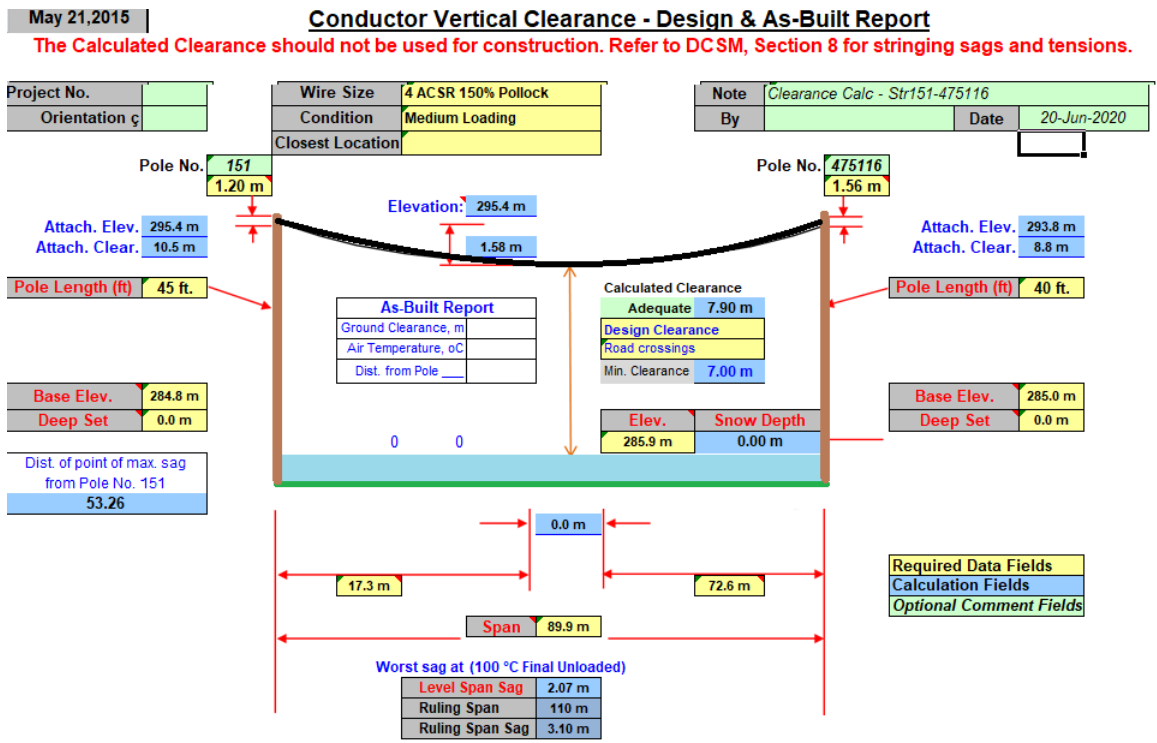 May 21,2015
Conductor Vertical Clearance - Design & As-Built Report
The Calculated Clearance should not be used for construction. Refer to DCSM, Section 8 for stringing sags and tensions.
Project No.
Orientation ç
Wire Size 4 ACSR 150% Pollock
Condition Medium Loading
Closest Location
Note Clearance Calc - Str151-475116
By Date 20-Jun-2020
Pole No. 151
1.20 m
Pole No. 475116
1.56 m
Elevation: 295.4 m
1.58 m
Attach. Elev. 295.4 m
Attach. Clear. 10.5 m
Attach. Elev. 293.8 m
Attach. Clear. 8.8 m
Pole Length (ft) 45 ft.
Pole Length (ft) 40 ft.
As-Built Report
Ground Clearance, m
Air Temperature, oC
Dist. from Pole ___
Calculated Clearance
Adequate 7.90 m
Design Clearance
Road crossings
Min. Clearance 7.00 m
Base Elev. 284.8 m
Deep Set 0.0 m
Base Elev. 285.0 m
Deep Set 0.0 m
Elev. Snow Depth
285.9 m 0.00 m
0 0
Dist. of point of max. sag
from Pole No. 151
53.26
0.0 m
17.3 m
72.6 m
Span 89.9 m
Required Data Fields
Calculation Fields
Optional Comment Fields
Worst sag at (100 °C Final Unloaded)
Level Span Sag 2.07 m
Ruling Span 110 m
Ruling Span Sag 3.10 m